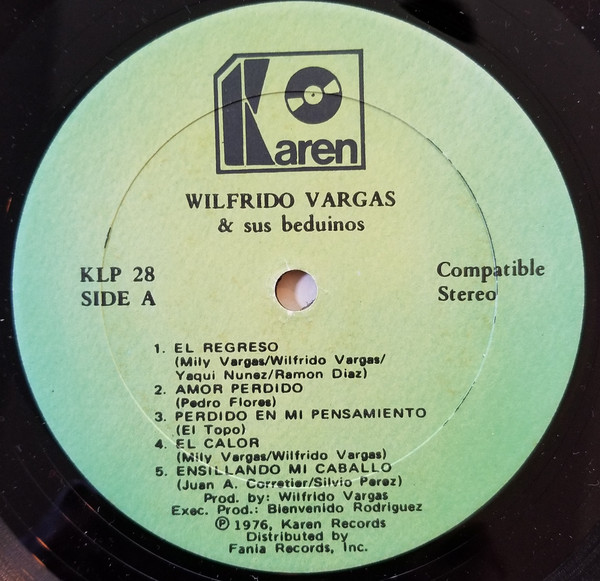 Karen
WILFRIDO VARGAS
& sus beduinos
KLP 28
SIDE A
Compatible
Stereo
1. EL REGRESO
(Mily Vargas/Wilfrido Vargas/
Yaqui Nunez/Ramon Diaz)
2. AMOR PERDIDO
(Pedro Flores)
3. PERDIDO EN MI PENSAMIENTO
(El Topo)
4. EL CALOR
(Mily Vargas/Wilfrido Vargas)
5. ENSILLANDO MI CABALLO
(Juan A. Corretier/Silvio Perez)
Prod. by: Wilfrido Vargas
Exec. Prod.: Bienvenido Rodriguez
℗ 1976, Karen Records
Distributed by
Fania Records, Inc.